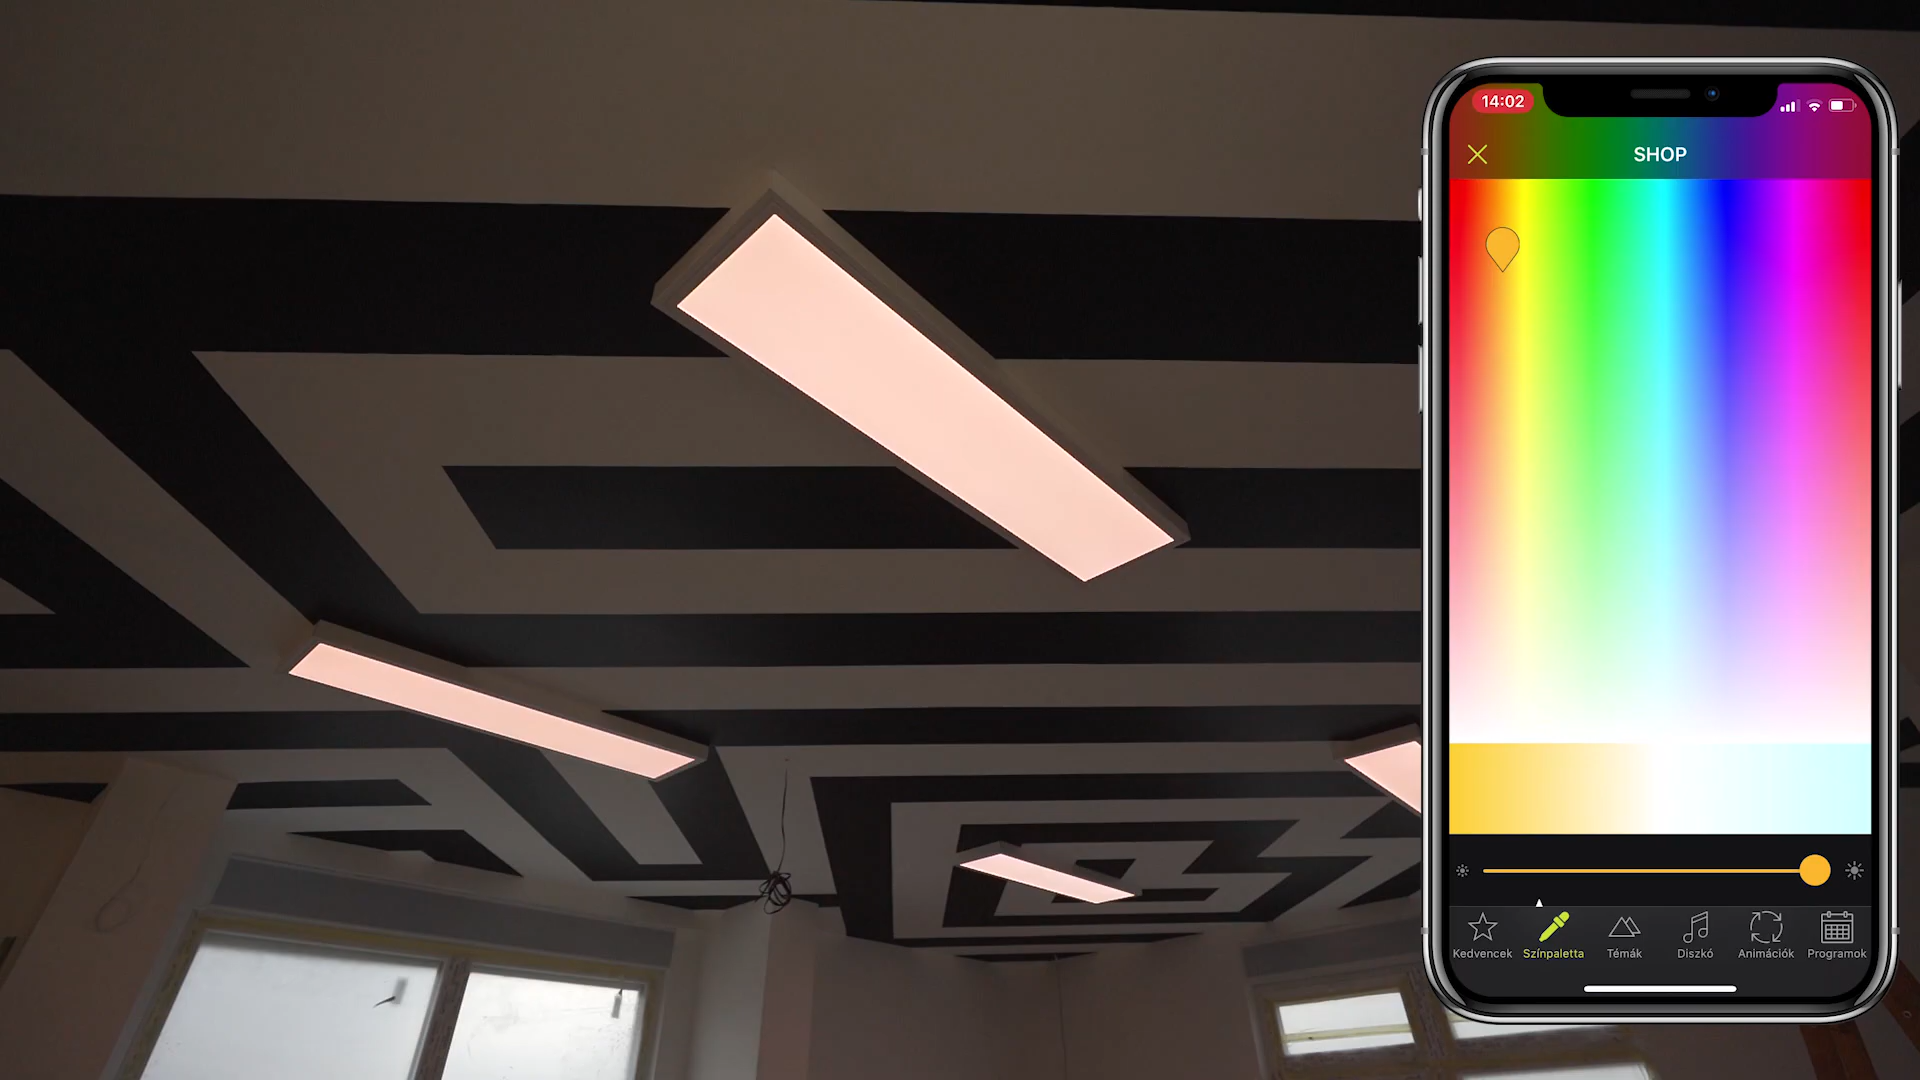 14:02
SHOP
Kedvencek
Színpaletta
Témák
Diszkó
Animációk
Programok